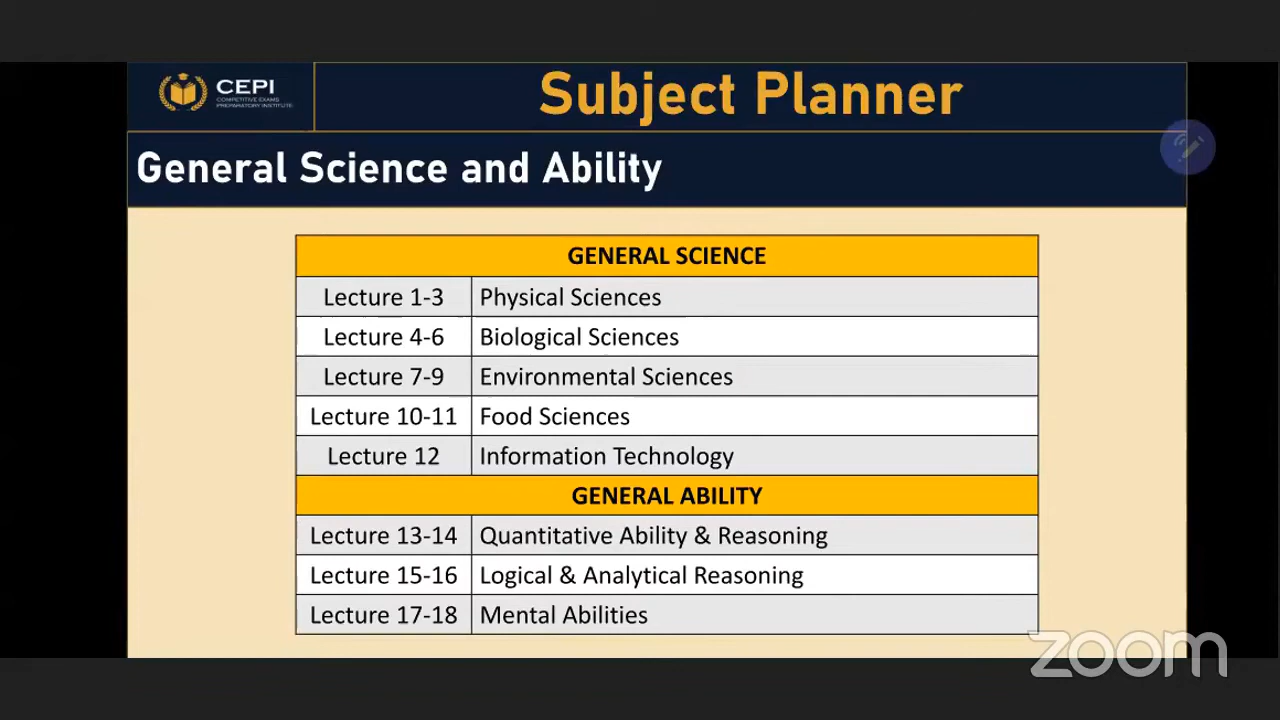 CEPI
COMPETITIVE EXAMS
PREPARATORY INSTITUTE
Subject Planner
General Science and Ability
GENERAL SCIENCE
Lecture 1-3 Physical Sciences
Lecture 4-6 Biological Sciences
Lecture 7-9 Environmental Sciences
Lecture 10-11 Food Sciences
Lecture 12 Information Technology
GENERAL ABILITY
Lecture 13-14 Quantitative Ability & Reasoning
Lecture 15-16 Logical & Analytical Reasoning
Lecture 17-18 Mental Abilities
zoom